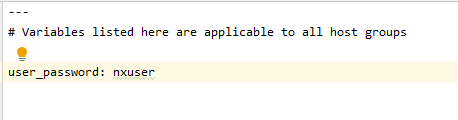 ---
# Variables listed here are applicable to all host groups
user_password: nxuser